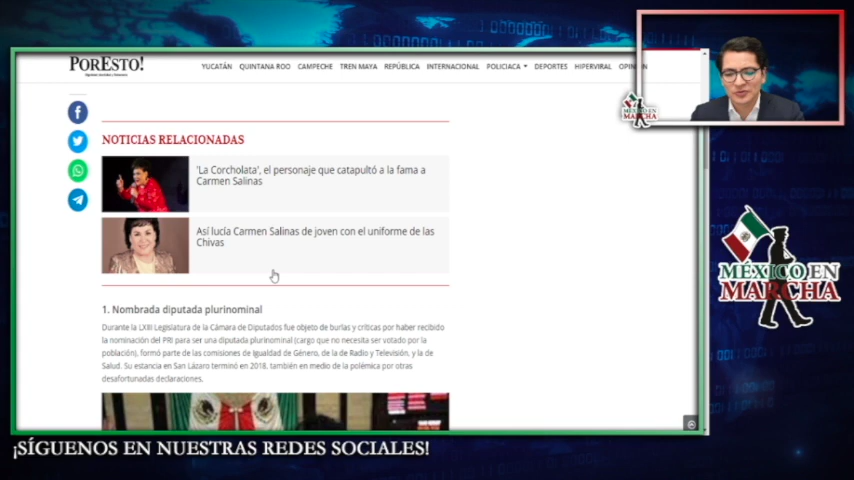 POR ESTO!
YUCATÁN QUINTANA ROO CAMPECHE TREN MAYA REPÚBLICA INTERNACIONAL POLICIACA DEPORTES HIPERVIRAL OPINIÓN
NOTICIAS RELACIONADAS
'La Corcholata', el personaje que catapultó a la fama a
Carmen Salinas
Así lucía Carmen Salinas de joven con el uniforme de las
Chivas
1. Nombrada diputada plurinominal
Durante la LXIII Legislatura de la Cámara de Diputados fue objeto de burlas y críticas por haber recibido
la nominación del PRI para ser una diputada plurinominal (cargo que no necesita ser votado por la
población), formó parte de las comisiones de Igualdad de Género, de la de Radio y Televisión, y la de
Salud. Su estancia en San Lázaro terminó en 2018, también en medio de la polémica por otras
desafortunadas declaraciones.
MÉXICO EN
MARCHA
MÉXICO EN
MARCHA
¡SÍGUENOS EN NUESTRAS REDES SOCIALES!